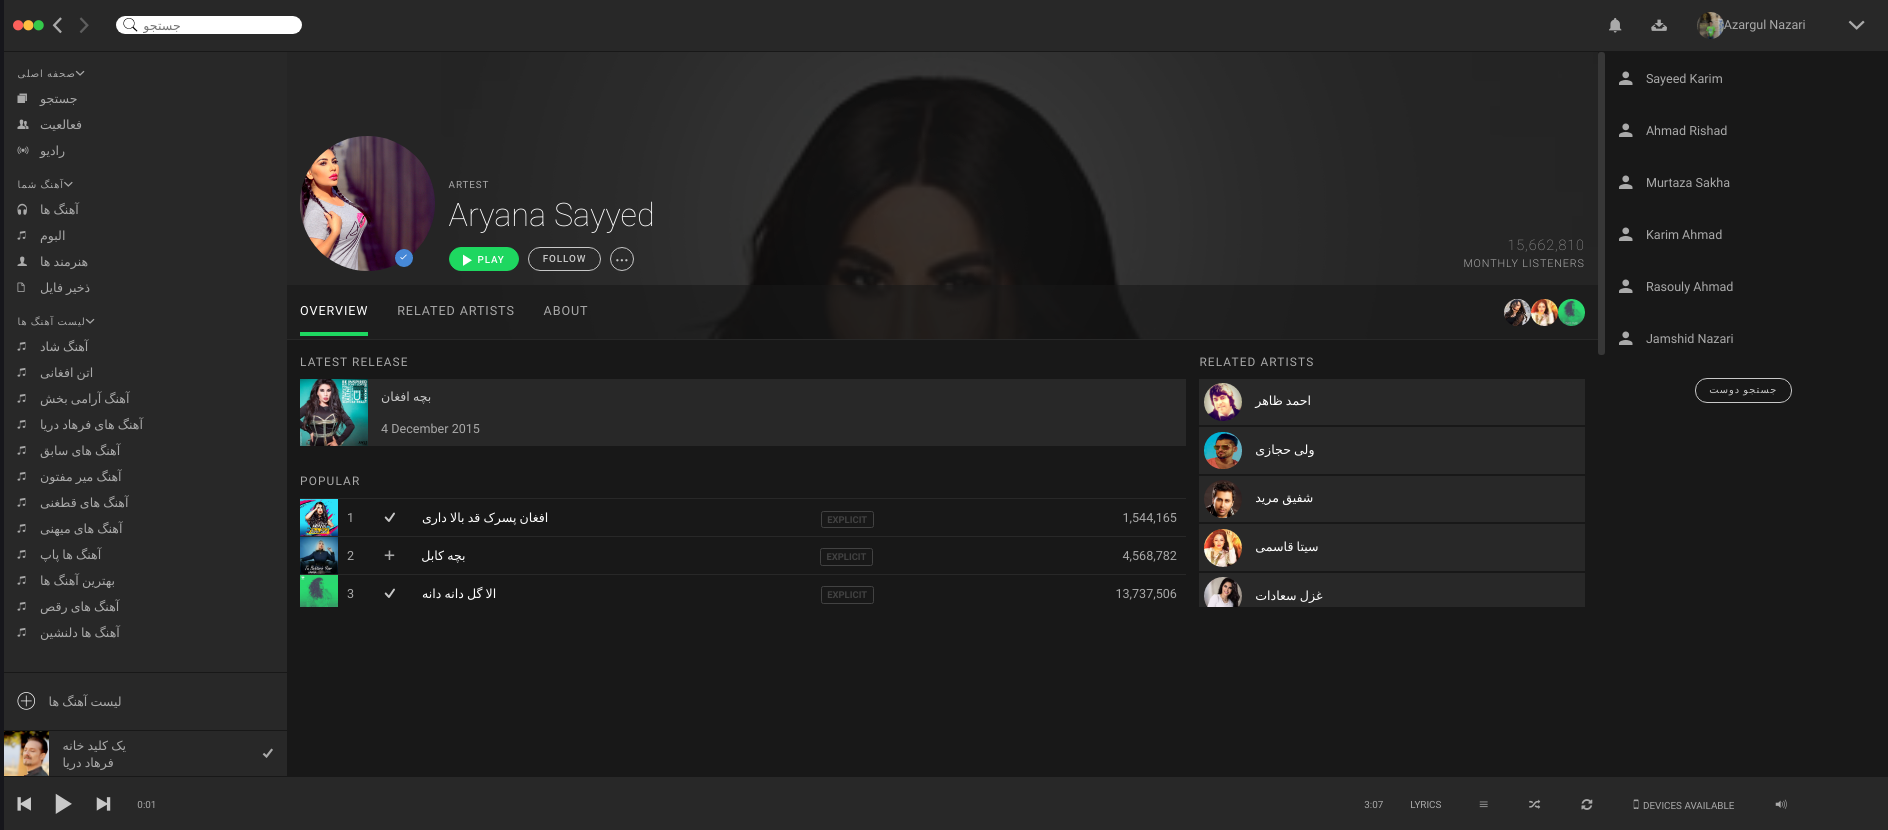 جستجو
Azargul Nazari
صحفه اصلی
جستجو
فعالعیت
رادیو
آهنگ شما
آهنگ ها
البوم
هنرمند ها
ذخیر فایل
لیست آهنگ ها
آهنگ شاد
اتن افغانی
آهنگ آرامی بخش
آهنگ های فرهاد دریا
آهنگ های سابق
آهنگ میر مفتون
آهنگ های قطغنی
آهنگ های میهنی
آهنگ ها پاپ
بهترین آهنگ ها
آهنگ های رقص
آهنگ ها دلنشین
لیست آهنگ ها
یک کلید خانه
فرهاد دریا
ARTEST
Aryana Sayyed
PLAY FOLLOW
15,662,810
MONTHLY LISTENERS
OVERVIEW RELATED ARTISTS ABOUT
LATEST RELEASE
بچه افغان
4 December 2015
POPULAR
1 افغان پسرک قد بالا داری EXPLICIT 1,544,165
2 بچه کابل EXPLICIT 4,568,782
3 الا گل دانه دانه EXPLICIT 13,737,506
RELATED ARTISTS
احمد ظاهر
ولی حجازی
شفیق مرید
سیتا قاسمی
غزل سعادات
Sayeed Karim
Ahmad Rishad
Murtaza Sakha
Karim Ahmad
Rasouly Ahmad
Jamshid Nazari
جستجو دوست
0:01
3:07 LYRICS DEVICES AVAILABLE